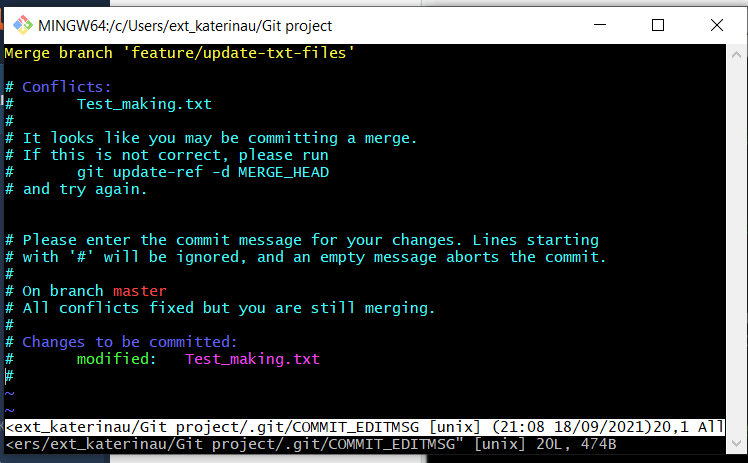 MINGW64:/c/Users/ext_katerinau/Git project
Merge branch 'feature/update-txt-files'
# Conflicts:
#       Test_making.txt
#
# It looks like you may be committing a merge.
# If this is not correct, please run
#       git update-ref -d MERGE_HEAD
# and try again.
# Please enter the commit message for your changes. Lines starting
# with '#' will be ignored, and an empty message aborts the commit.
#
# On branch master
# All conflicts fixed but you are still merging.
#
# Changes to be committed:
#       modified:   Test_making.txt
#
~
~
<ext_katerinau/Git project/.git/COMMIT_EDITMSG [unix] (21:08 18/09/2021)20,1 All
<ers/ext_katerinau/Git project/.git/COMMIT_EDITMSG" [unix] 20L, 474B